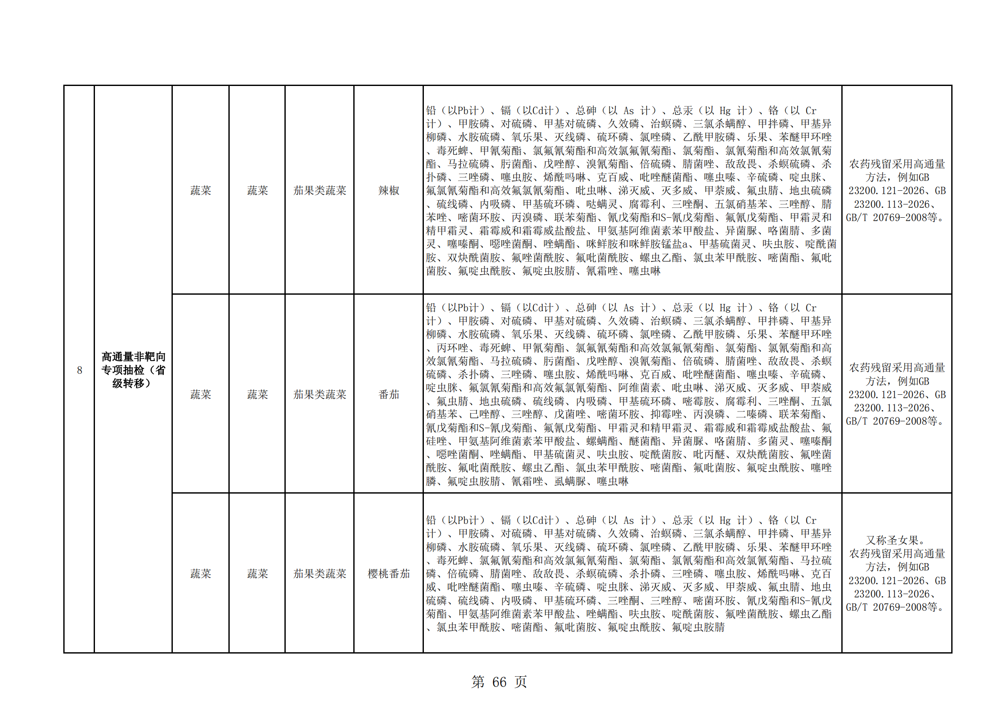 8
高通量非靶向
专项抽检（省
级转移）
蔬菜
蔬菜
茄果类蔬菜
辣椒
铅（以Pb计）、镉（以Cd计）、总砷（以 As 计）、总汞（以 Hg 计）、铬（以 Cr
计）、甲胺磷、对硫磷、甲基对硫磷、久效磷、治螟磷、三氯杀螨醇、甲拌磷、甲基异
柳磷、水胺硫磷、氧乐果、灭线磷、硫环磷、氯唑磷、乙酰甲胺磷、乐果、苯醚甲环唑
、毒死蜱、甲氰菊酯、氯氟氰菊酯和高效氯氟氰菊酯、氯菊酯、氯氰菊酯和高效氯氰菊
酯、马拉硫磷、肟菌酯、戊唑醇、溴氰菊酯、倍硫磷、腈菌唑、敌敌畏、杀螟硫磷、杀
扑磷、三唑磷、噻虫胺、烯酰吗啉、克百威、吡唑醚菌酯、噻虫嗪、辛硫磷、啶虫脒、
氟氯氰菊酯和高效氟氯氰菊酯、吡虫啉、涕灭威、灭多威、甲萘威、氟虫腈、地虫硫磷
、硫线磷、内吸磷、甲基硫环磷、哒螨灵、腐霉利、三唑酮、五氯硝基苯、三唑醇、腈
苯唑、嘧菌环胺、丙溴磷、联苯菊酯、氰戊菊酯和S-氰戊菊酯、氟氰戊菊酯、甲霜灵和
精甲霜灵、霜霉威和霜霉威盐酸盐、甲氨基阿维菌素苯甲酸盐、异菌脲、咯菌腈、多菌
灵、噻嗪酮、噁唑菌酮、唑螨酯、咪鲜胺和咪鲜胺锰盐a、甲基硫菌灵、呋虫胺、啶酰菌
胺、双炔酰菌胺、氟唑菌酰胺、氟吡菌酰胺、螺虫乙酯、氯虫苯甲酰胺、嘧菌酯、氟吡
菌胺、氟啶虫酰胺、氟啶虫胺腈、氰霜唑、噻虫啉
农药残留采用高通量
方法，例如GB
23200.121-2026、GB
23200.113-2026、
GB/T 20769-2008等。
蔬菜
蔬菜
茄果类蔬菜
番茄
铅（以Pb计）、镉（以Cd计）、总砷（以 As 计）、总汞（以 Hg 计）、铬（以 Cr
计）、甲胺磷、对硫磷、甲基对硫磷、久效磷、治螟磷、三氯杀螨醇、甲拌磷、甲基异
柳磷、水胺硫磷、氧乐果、灭线磷、硫环磷、氯唑磷、乙酰甲胺磷、乐果、苯醚甲环唑
、丙环唑、毒死蜱、甲氰菊酯、氯氟氰菊酯和高效氯氟氰菊酯、氯菊酯、氯氰菊酯和高
效氯氰菊酯、马拉硫磷、肟菌酯、戊唑醇、溴氰菊酯、倍硫磷、腈菌唑、敌敌畏、杀螟
硫磷、杀扑磷、三唑磷、噻虫胺、烯酰吗啉、克百威、吡唑醚菌酯、噻虫嗪、辛硫磷、
啶虫脒、氟氯氰菊酯和高效氟氯氰菊酯、阿维菌素、吡虫啉、涕灭威、灭多威、甲萘威
、氟虫腈、地虫硫磷、硫线磷、内吸磷、甲基硫环磷、嘧霉胺、腐霉利、三唑酮、五氯
硝基苯、己唑醇、三唑醇、戊菌唑、嘧菌环胺、抑霉唑、丙溴磷、二嗪磷、联苯菊酯、
氰戊菊酯和S-氰戊菊酯、氟氰戊菊酯、甲霜灵和精甲霜灵、霜霉威和霜霉威盐酸盐、氟
硅唑、甲氨基阿维菌素苯甲酸盐、螺螨酯、醚菌酯、异菌脲、咯菌腈、多菌灵、噻嗪酮
、噁唑菌酮、唑螨酯、甲基硫菌灵、呋虫胺、啶酰菌胺、吡丙醚、双炔酰菌胺、氟唑菌
酰胺、氟吡菌酰胺、螺虫乙酯、氯虫苯甲酰胺、嘧菌酯、氟吡菌胺、氟啶虫酰胺、噻唑
膦、氟啶虫胺腈、氰霜唑、虱螨脲、噻虫啉
农药残留采用高通量
方法，例如GB
23200.121-2026、GB
23200.113-2026、
GB/T 20769-2008等。
蔬菜
蔬菜
茄果类蔬菜
樱桃番茄
铅（以Pb计）、镉（以Cd计）、总砷（以 As 计）、总汞（以 Hg 计）、铬（以 Cr
计）、甲胺磷、对硫磷、甲基对硫磷、久效磷、治螟磷、三氯杀螨醇、甲拌磷、甲基异
柳磷、水胺硫磷、氧乐果、灭线磷、硫环磷、氯唑磷、乙酰甲胺磷、乐果、苯醚甲环唑
、毒死蜱、氯氟氰菊酯和高效氯氟氰菊酯、氯菊酯、氯氰菊酯和高效氯氰菊酯、马拉硫
磷、倍硫磷、腈菌唑、敌敌畏、杀螟硫磷、杀扑磷、三唑磷、噻虫胺、烯酰吗啉、克百
威、吡唑醚菌酯、噻虫嗪、辛硫磷、啶虫脒、涕灭威、灭多威、甲萘威、氟虫腈、地虫
硫磷、硫线磷、内吸磷、甲基硫环磷、三唑酮、三唑醇、嘧菌环胺、氰戊菊酯和S-氰戊
菊酯、甲氨基阿维菌素苯甲酸盐、唑螨酯、呋虫胺、啶酰菌胺、氟唑菌酰胺、螺虫乙酯
、氯虫苯甲酰胺、嘧菌酯、氟吡菌胺、氟啶虫酰胺、氟啶虫胺腈
又称圣女果。
农药残留采用高通量
方法，例如GB
23200.121-2026、GB
23200.113-2026、
GB/T 20769-2008等。
第 66 页